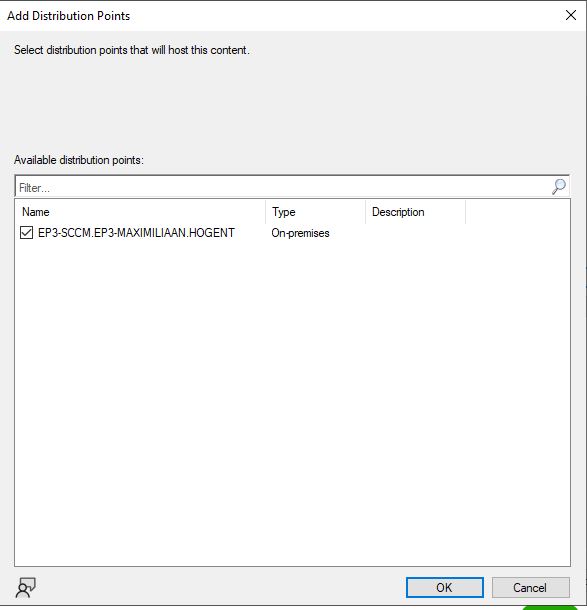 Add Distribution Points
Select distribution points that will host this content.
Available distribution points:
Filter...
Name Type Description
EP3-SCCM.EP3-MAXIMILIAAN.HOGENT On-premises
OK Cancel